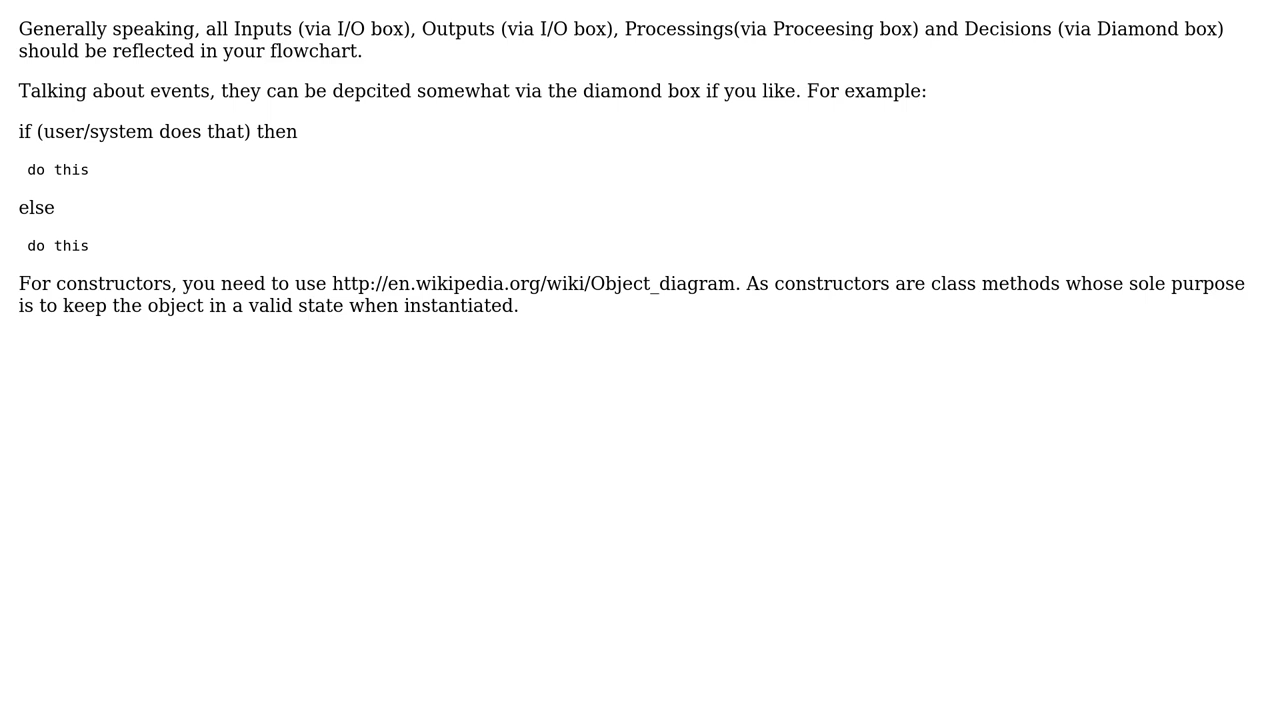 Generally speaking, all Inputs (via I/O box), Outputs (via I/O box), Processings(via Proceesing box) and Decisions (via Diamond box)
should be reflected in your flowchart.
Talking about events, they can be depcited somewhat via the diamond box if you like. For example:
if (user/system does that) then
do this
else
do this
For constructors, you need to use http://en.wikipedia.org/wiki/Object_diagram. As constructors are class methods whose sole purpose
is to keep the object in a valid state when instantiated.